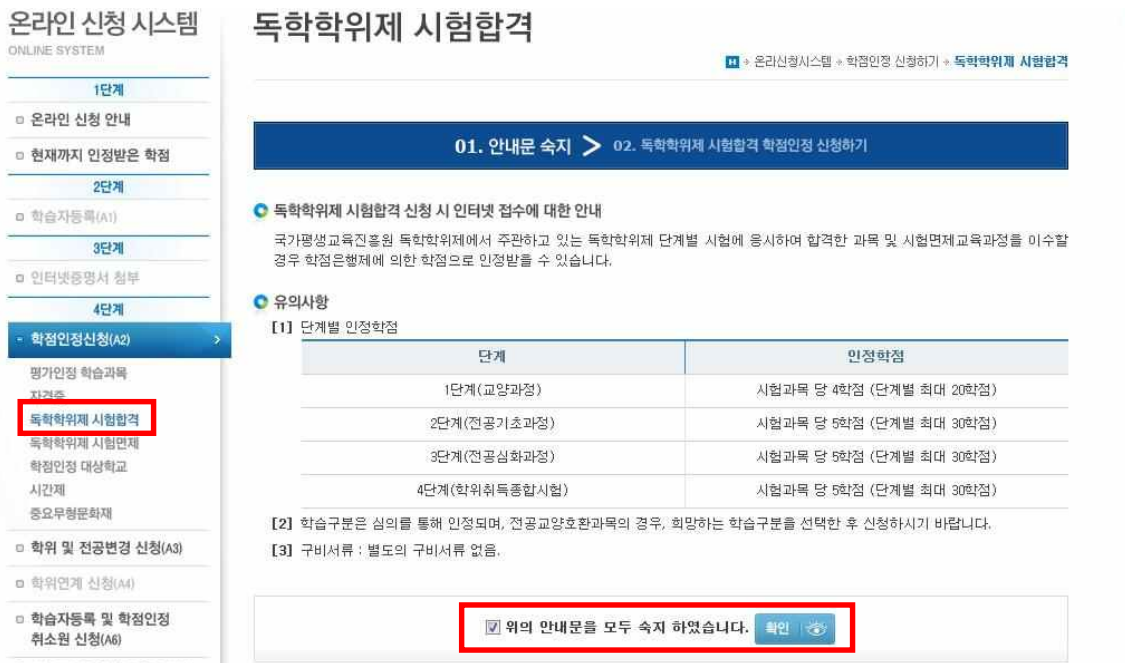 온라인 신청 시스템
ONLINE SYSTEM
1단계
온라인 신청 안내
현재까지 인정받은 학점
2단계
학습자등록(A1)
3단계
인터넷증명서 첨부
4단계
학점인정신청(A2)
평가인정 학습과목
자격증
독학학위제 시험합격
독학학위제 시험면제
학점인정 대상학교
시간제
중요무형문화재
학위 및 전공변경 신청(A3)
학위연계 신청(A4)
학습자등록 및 학점인정
취소원 신청(A6)
독학학위제 시험합격
H » 온라신청시스템 » 학점인정 신청하기 » 독학학위제 시험합격
01. 안내문 숙지 > 02. 독학학위제 시험합격 학점인정 신청하기
독학학위제 시험합격 신청 시 인터넷 접수에 대한 안내
국가평생교육진흥원 독학학위제에서 주관하고 있는 독학학위제 단계별 시험에 응시하여 합격한 과목 및 시험면제교육과정을 이수할
경우 학점은행제에 의한 학점으로 인정받을 수 있습니다.
유의사항
[1] 단계별 인정학점
단계 인정학점
1단계(교양과정) 시험과목 당 4학점 (단계별 최대 20학점)
2단계(전공기초과정) 시험과목 당 5학점 (단계별 최대 30학점)
3단계(전공심화과정) 시험과목 당 5학점 (단계별 최대 30학점)
4단계(학위취득종합시험) 시험과목 당 5학점 (단계별 최대 30학점)
[2] 학습구분은 심의를 통해 인정되며, 전공교양호환과목의 경우, 희망하는 학습구분을 선택한 후 신청하시기 바랍니다.
[3] 구비서류 : 별도의 구비서류 없음.
위의 안내문을 모두 숙지 하였습니다. 확인